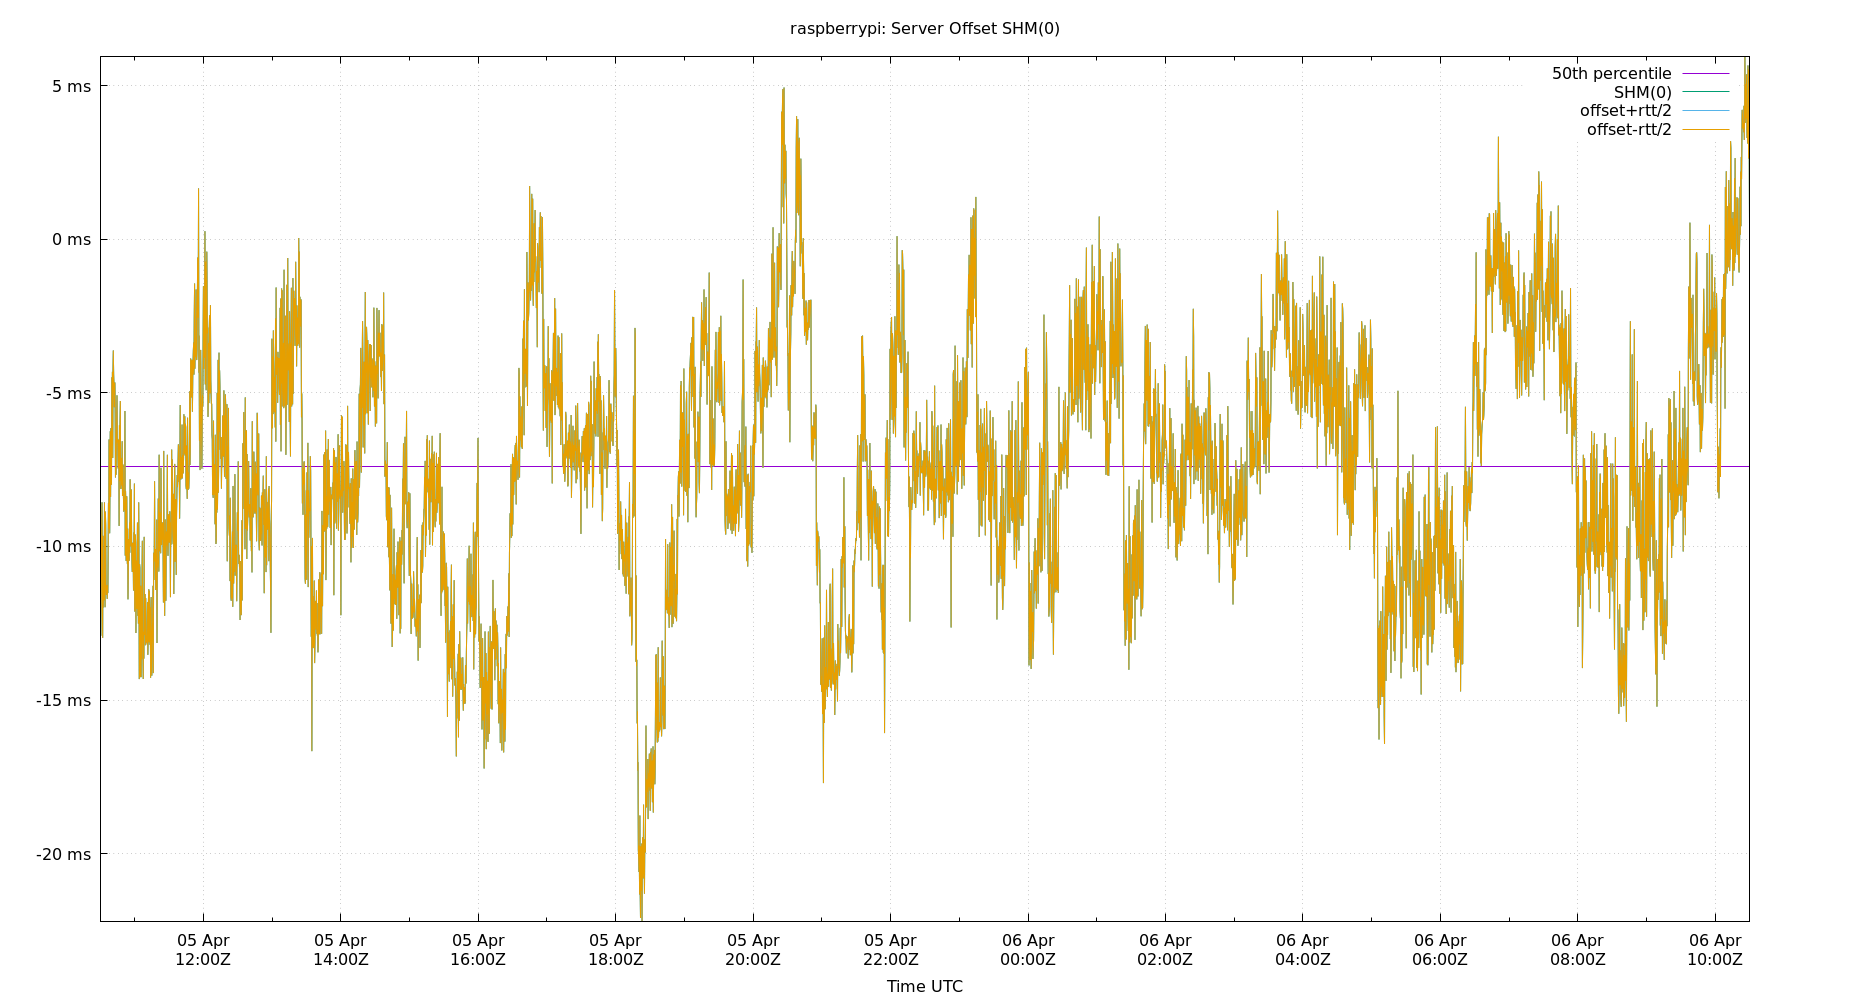 raspberrypi: Server Offset SHM(0)
50th percentile
SHM(0)
offset+rtt/2
offset-rtt/2
5 ms
0 ms
-5 ms
-10 ms
-15 ms
-20 ms
05 Apr 05 Apr 05 Apr 05 Apr 05 Apr 05 Apr 06 Apr 06 Apr 06 Apr 06 Apr 06 Apr 06 Apr
12:00Z 14:00Z 16:00Z 18:00Z 20:00Z 22:00Z 00:00Z 02:00Z 04:00Z 06:00Z 08:00Z 10:00Z
Time UTC